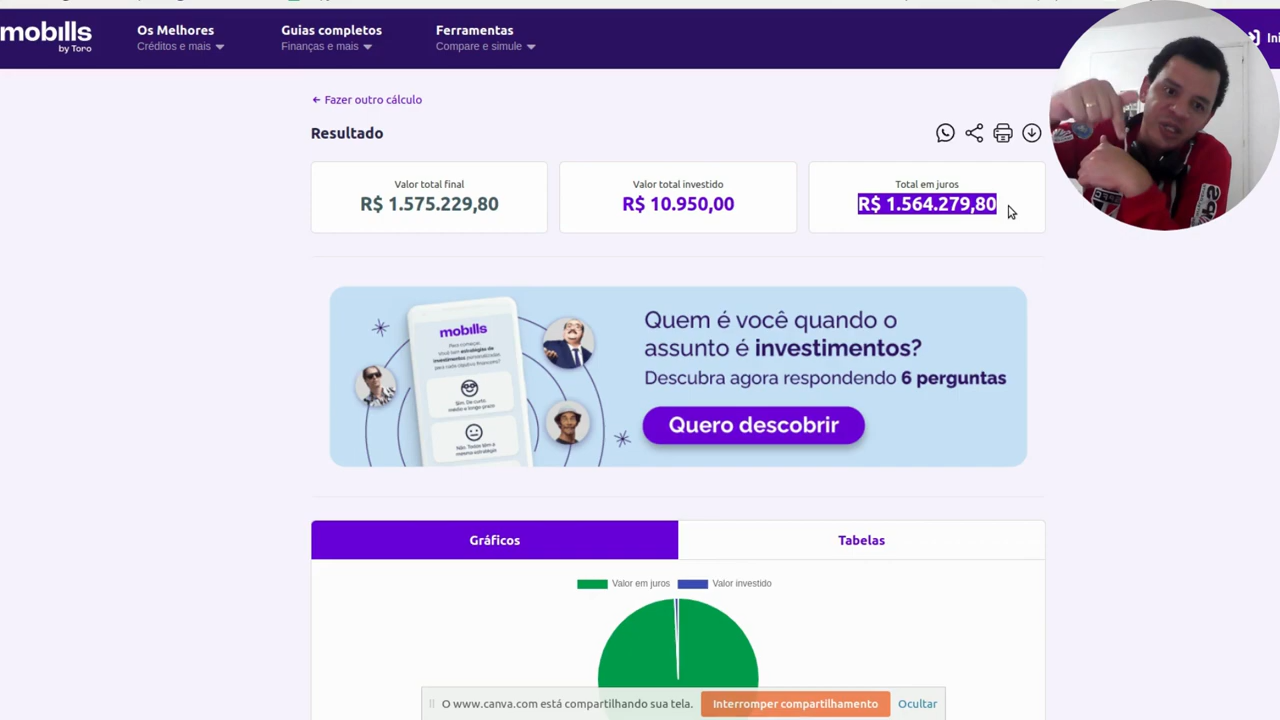 mobills
by Toro
Os Melhores
Créditos e mais
Guias completos
Finanças e mais
Ferramentas
Compare e simule
Ini
← Fazer outro cálculo
Resultado
Valor total final
R$ 1.575.229,80
Valor total investido
R$ 10.950,00
Total em juros
R$ 1.564.279,80
mobills
Quem é você quando o
assunto é investimentos?
Descubra agora respondendo 6 perguntas
Quero descobrir
Gráficos
Tabelas
Valor em juros
Valor investido
O www.canva.com está compartilhando sua tela.
Interromper compartilhamento
Ocultar